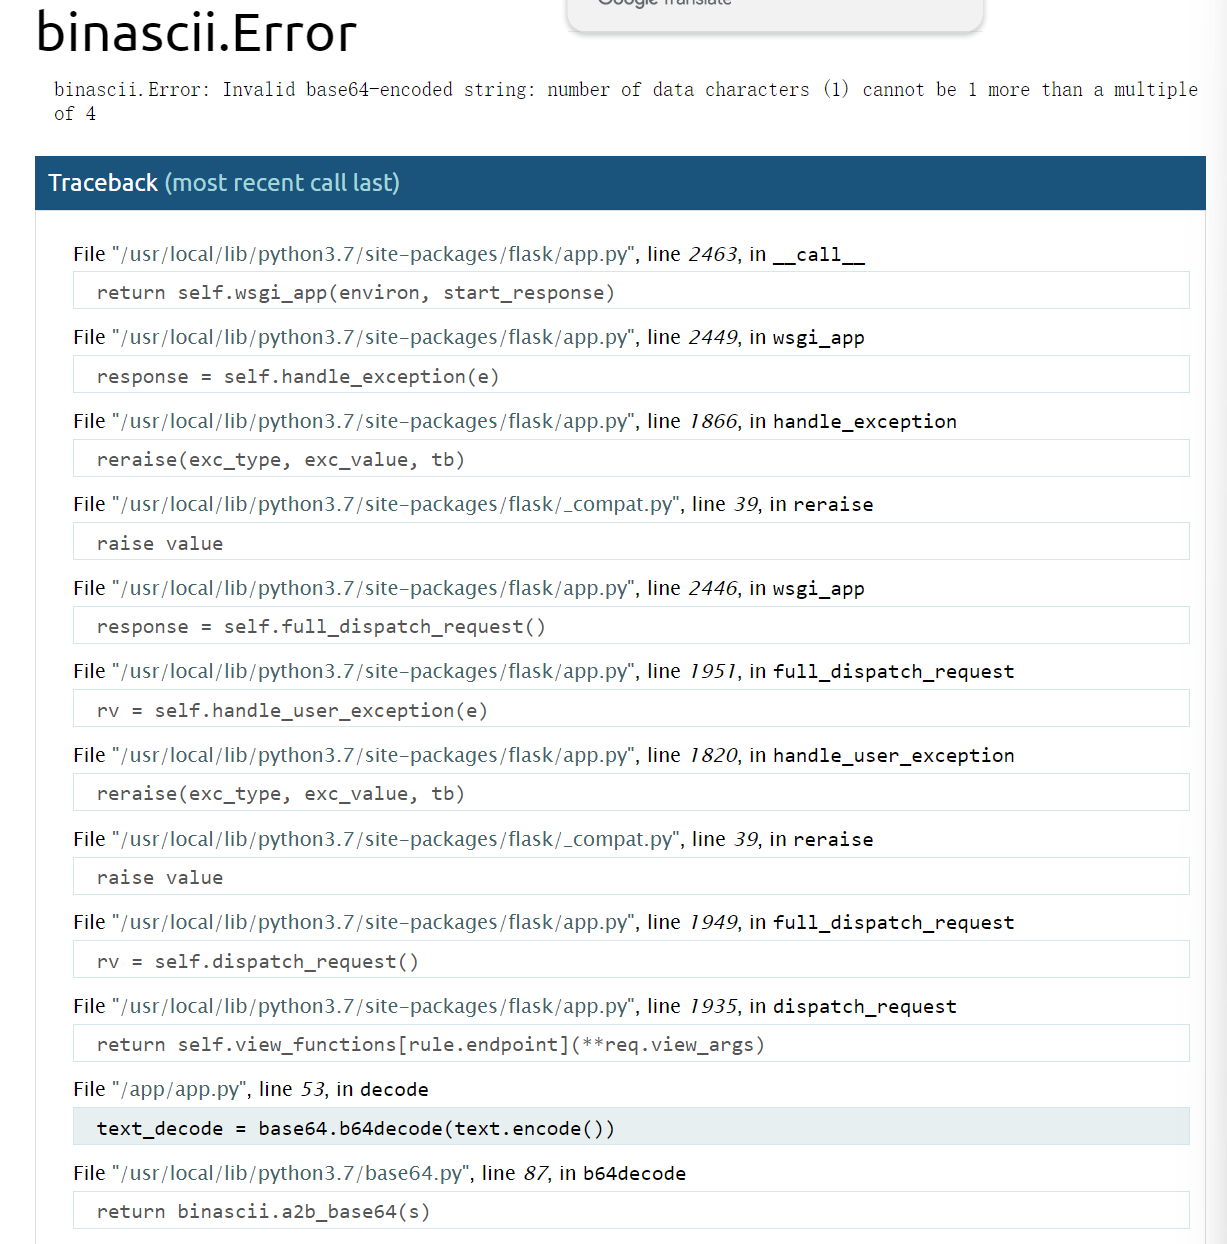 Google Translate
binascii.Error
binascii.Error: Invalid base64-encoded string: number of data characters (1) cannot be 1 more than a multiple
of 4
Traceback (most recent call last)
File "/usr/local/lib/python3.7/site-packages/flask/app.py", line 2463, in __call__
return self.wsgi_app(environ, start_response)
File "/usr/local/lib/python3.7/site-packages/flask/app.py", line 2449, in wsgi_app
response = self.handle_exception(e)
File "/usr/local/lib/python3.7/site-packages/flask/app.py", line 1866, in handle_exception
reraise(exc_type, exc_value, tb)
File "/usr/local/lib/python3.7/site-packages/flask/_compat.py", line 39, in reraise
raise value
File "/usr/local/lib/python3.7/site-packages/flask/app.py", line 2446, in wsgi_app
response = self.full_dispatch_request()
File "/usr/local/lib/python3.7/site-packages/flask/app.py", line 1951, in full_dispatch_request
rv = self.handle_user_exception(e)
File "/usr/local/lib/python3.7/site-packages/flask/app.py", line 1820, in handle_user_exception
reraise(exc_type, exc_value, tb)
File "/usr/local/lib/python3.7/site-packages/flask/_compat.py", line 39, in reraise
raise value
File "/usr/local/lib/python3.7/site-packages/flask/app.py", line 1949, in full_dispatch_request
rv = self.dispatch_request()
File "/usr/local/lib/python3.7/site-packages/flask/app.py", line 1935, in dispatch_request
return self.view_functions[rule.endpoint](**req.view_args)
File "/app/app.py", line 53, in decode
text_decode = base64.b64decode(text.encode())
File "/usr/local/lib/python3.7/base64.py", line 87, in b64decode
return binascii.a2b_base64(s)